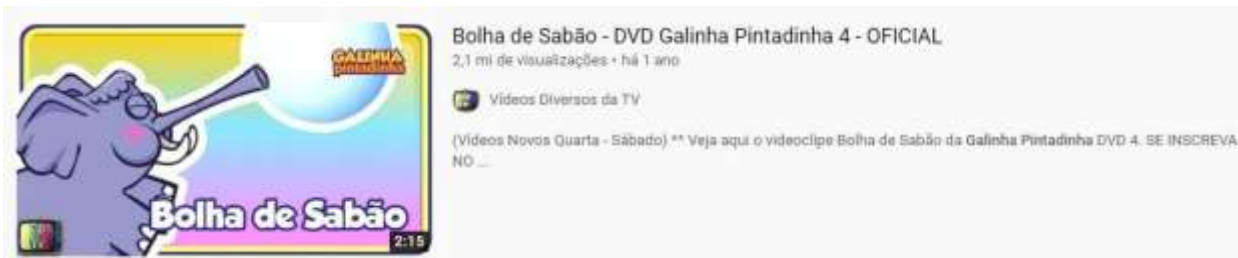 GALINHA
Pintadinha
Bolha de Sabão
2:15
Bolha de Sabão - DVD Galinha Pintadinha 4 - OFICIAL
2,1 mi de visualizações • há 1 ano
Vídeos Diversos da TV
(Vídeos Novos Quarta - Sábado) ** Veja aqui o videoclipe Bolha de Sabão da Galinha Pintadinha DVD 4. SE INSCREVA
NO ...